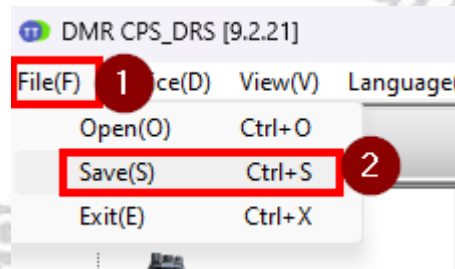 DMR CPS_DRS [9.2.21]
File(F) 1 ice(D) View(V) Language(
Open(O) Ctrl+O
Save(S) Ctrl+S 2
Exit(E) Ctrl+X